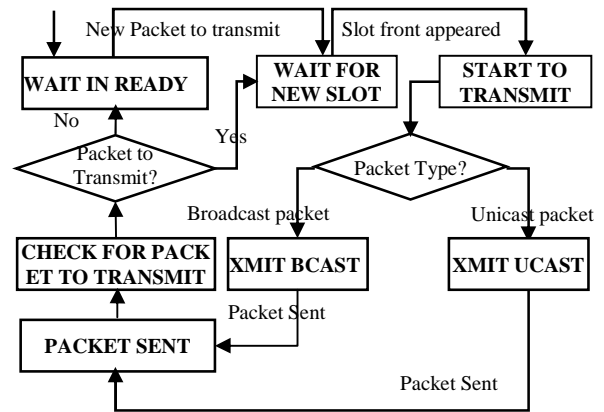 New Packet to transmit
Slot front appeared
WAIT IN READY
WAIT FOR
NEW SLOT
START TO
TRANSMIT
No
Yes
Packet to
Transmit?
Packet Type?
Broadcast packet
Unicast packet
CHECK FOR PACK
ET TO TRANSMIT
XMIT BCAST
XMIT UCAST
Packet Sent
PACKET SENT
Packet Sent